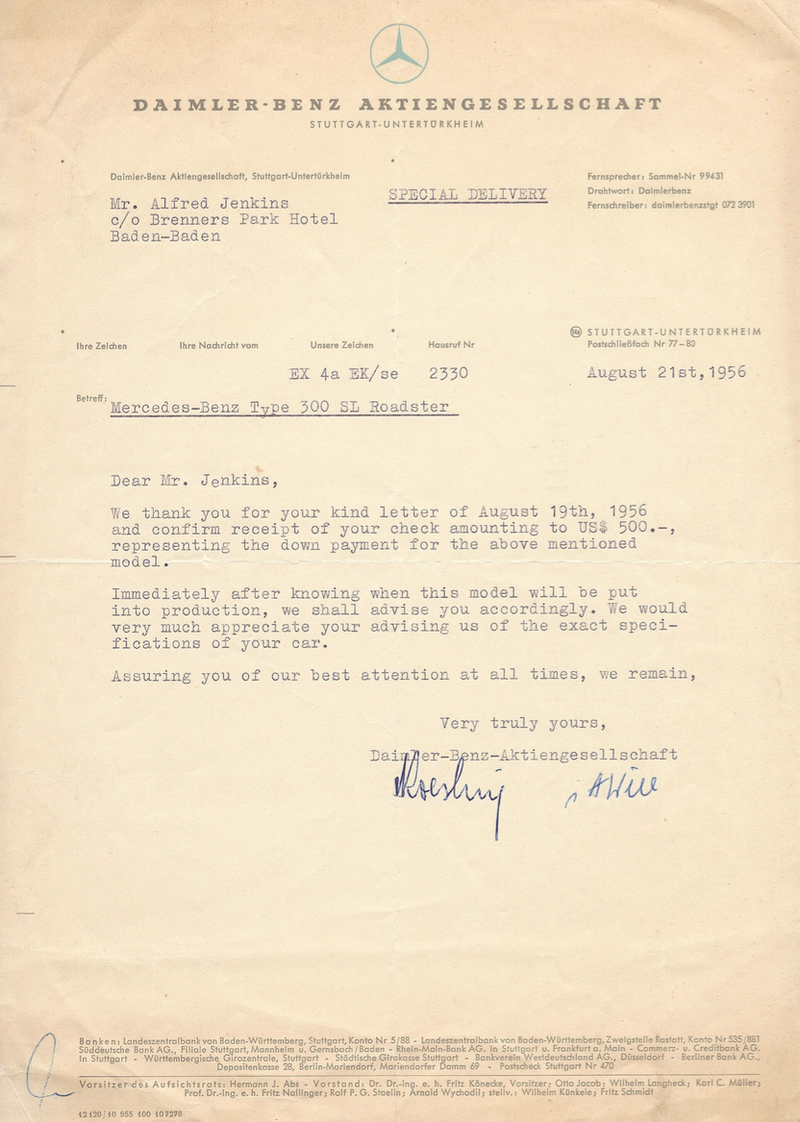 DAIMLER-BENZ AKTIENGESELLSCHAFT
STUTTGART-UNTERTÜRKHEIM
Daimler-Benz Aktiengesellschaft, Stuttgart-Untertürkheim
Mr. Alfred Jenkins
c/o Brenners Park Hotel
Baden-Baden
SPECIAL DELIVERY
Fernsprecher: Sammel-Nr 99431
Drahtwort: Daimlerbenz
Fernschreiber: daimlerbenzstgt 072 3901
14a STUTTGART-UNTERTÜRKHEIM
Postschließfach Nr 77-80
Ihre Zeichen Ihre Nachricht vom Unsere Zeichen Hausruf Nr
EX 4a EK/se 2330 August 21st,1956
Betreff: Mercedes-Benz Type 300 SL Roadster
Dear Mr. Jenkins,
We thank you for your kind letter of August 19th, 1956
and confirm receipt of your check amounting to US$ 500.-,
representing the down payment for the above mentioned
model.
Immediately after knowing when this model will be put
into production, we shall advise you accordingly. We would
very much appreciate your advising us of the exact speci-
fications of your car.
Assuring you of our best attention at all times, we remain,
Very truly yours,
Daimler-Benz-Aktiengesellschaft
Banken: Landeszentralbank von Baden-Württemberg, Stuttgart, Konto Nr 5/88 - Landeszentralbank von Baden-Württemberg, Zweigstelle Rastatt, Konto Nr 535/881
Süddeutsche Bank AG., Filiale Stuttgart, Mannheim u. Gernsbach/Baden - Rhein-Main-Bank AG. in Stuttgart u. Frankfurt a. Main - Commerz- u. Creditbank AG.
in Stuttgart - Württembergische Girozentrale, Stuttgart - Städtische Girokasse Stuttgart - Bankverein Westdeutschland AG., Düsseldorf - Berliner Bank AG.,
Depositenkasse 28, Berlin-Mariendorf, Mariendorfer Damm 69 - Postscheck Stuttgart Nr 470
Vorsitzer des Aufsichtsrats: Hermann J. Abs - Vorstand: Dr. Dr.-Ing. e. h. Fritz Könecke, Vorsitzer; Otto Jacob; Wilhelm Langheck; Karl C. Müller;
Prof. Dr.-Ing. e. h. Fritz Nallinger; Rolf P. G. Staelin; Arnold Wychodil; stellv.: Wilhelm Künkele; Fritz Schmidt
12120/10 955 100 107278